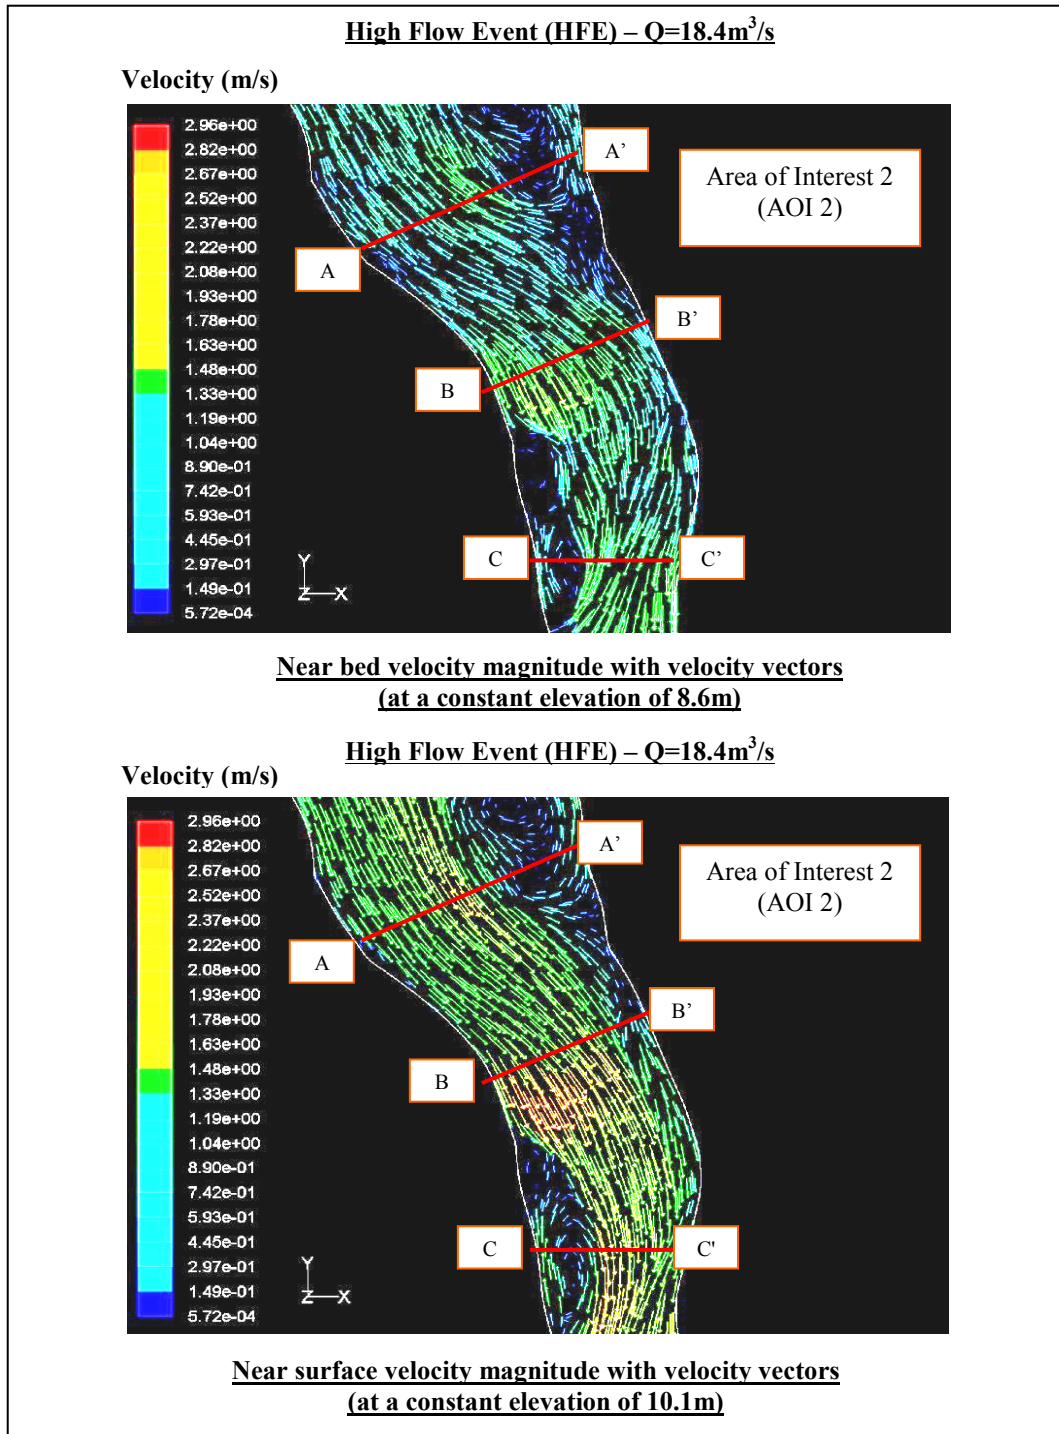 High Flow Event (HFE) – Q=18.4m³/s
Velocity (m/s)
2.96e+00
2.82e+00
2.67e+00
2.52e+00
2.37e+00
2.22e+00
2.08e+00
1.93e+00
1.78e+00
1.63e+00
1.48e+00
1.33e+00
1.19e+00
1.04e+00
8.90e-01
7.42e-01
5.93e-01
4.45e-01
2.97e-01
1.49e-01
5.72e-04
A’
Area of Interest 2
(AOI 2)
A
B’
B
C
C’
Y
Z X
Near bed velocity magnitude with velocity vectors
(at a constant elevation of 8.6m)
High Flow Event (HFE) – Q=18.4m³/s
Velocity (m/s)
2.96e+00
2.82e+00
2.67e+00
2.52e+00
2.37e+00
2.22e+00
2.08e+00
1.93e+00
1.78e+00
1.63e+00
1.48e+00
1.33e+00
1.19e+00
1.04e+00
8.90e-01
7.42e-01
5.93e-01
4.45e-01
2.97e-01
1.49e-01
5.72e-04
A’
Area of Interest 2
(AOI 2)
A
B’
B
C
C'
Y
Z X
Near surface velocity magnitude with velocity vectors
(at a constant elevation of 10.1m)